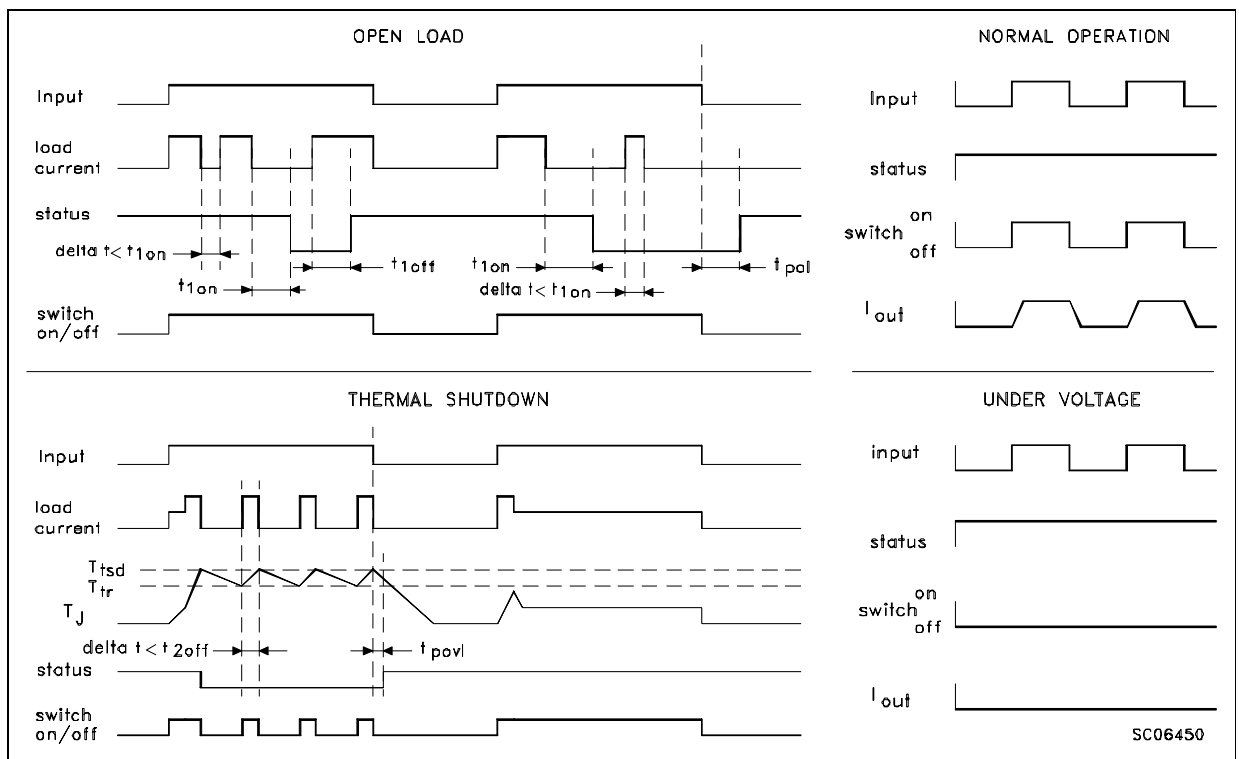 OPEN LOAD
Input
load
current
status
delta t< t1on
t1on
t1off
t1on
delta t< t1on
tpol
switch
on/off
NORMAL OPERATION
Input
status
switch on
off
Iout
THERMAL SHUTDOWN
Input
load
current
Ttsd
Ttr
TJ
delta t< t2off
tpovl
status
switch
on/off
UNDER VOLTAGE
input
status
switch on
off
Iout
SC06450